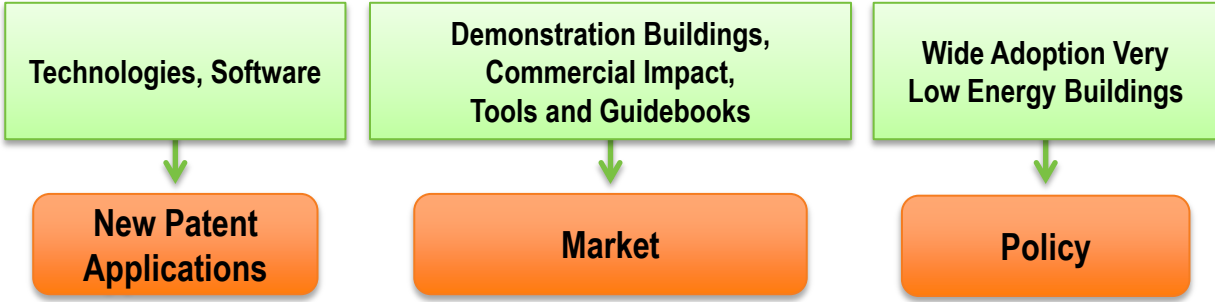 Technologies, Software
Demonstration Buildings,
Commercial Impact,
Tools and Guidebooks
Wide Adoption Very
Low Energy Buildings
New Patent
Applications
Market
Policy